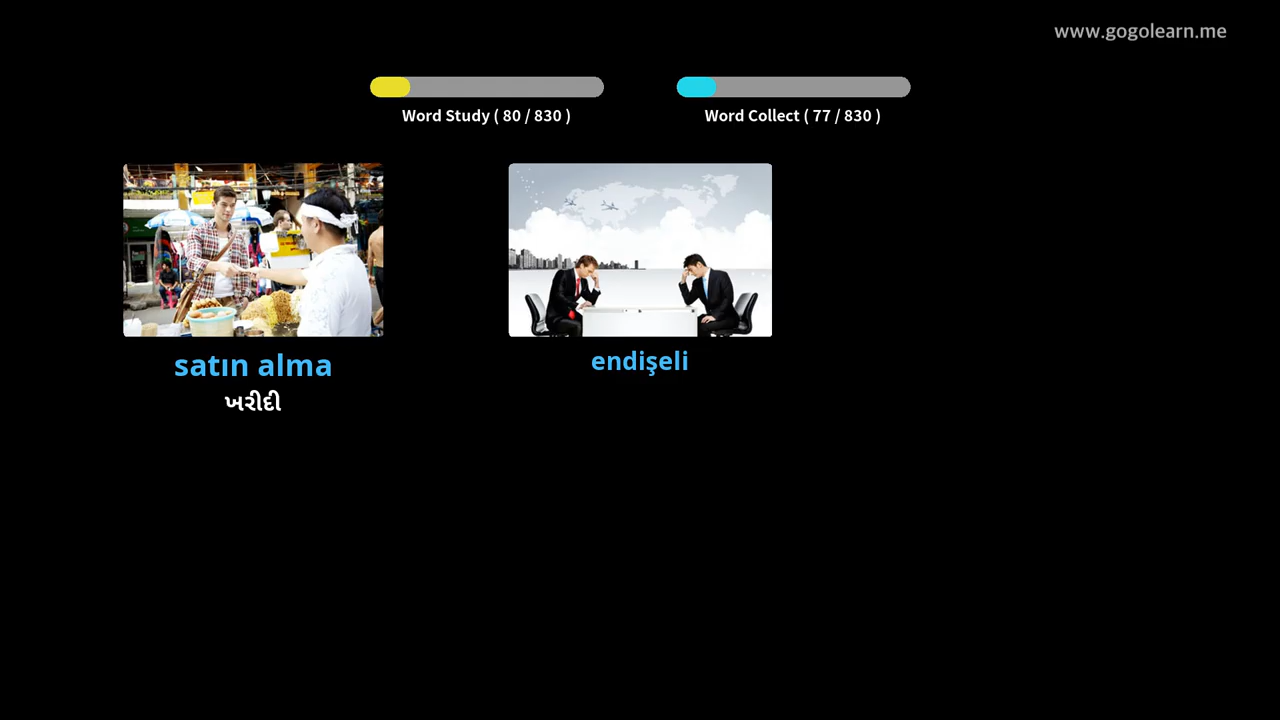 www.gogolearn.me
Word Study ( 80 / 830 )
Word Collect ( 77 / 830 )
satın alma
ખરીદી
endişeli